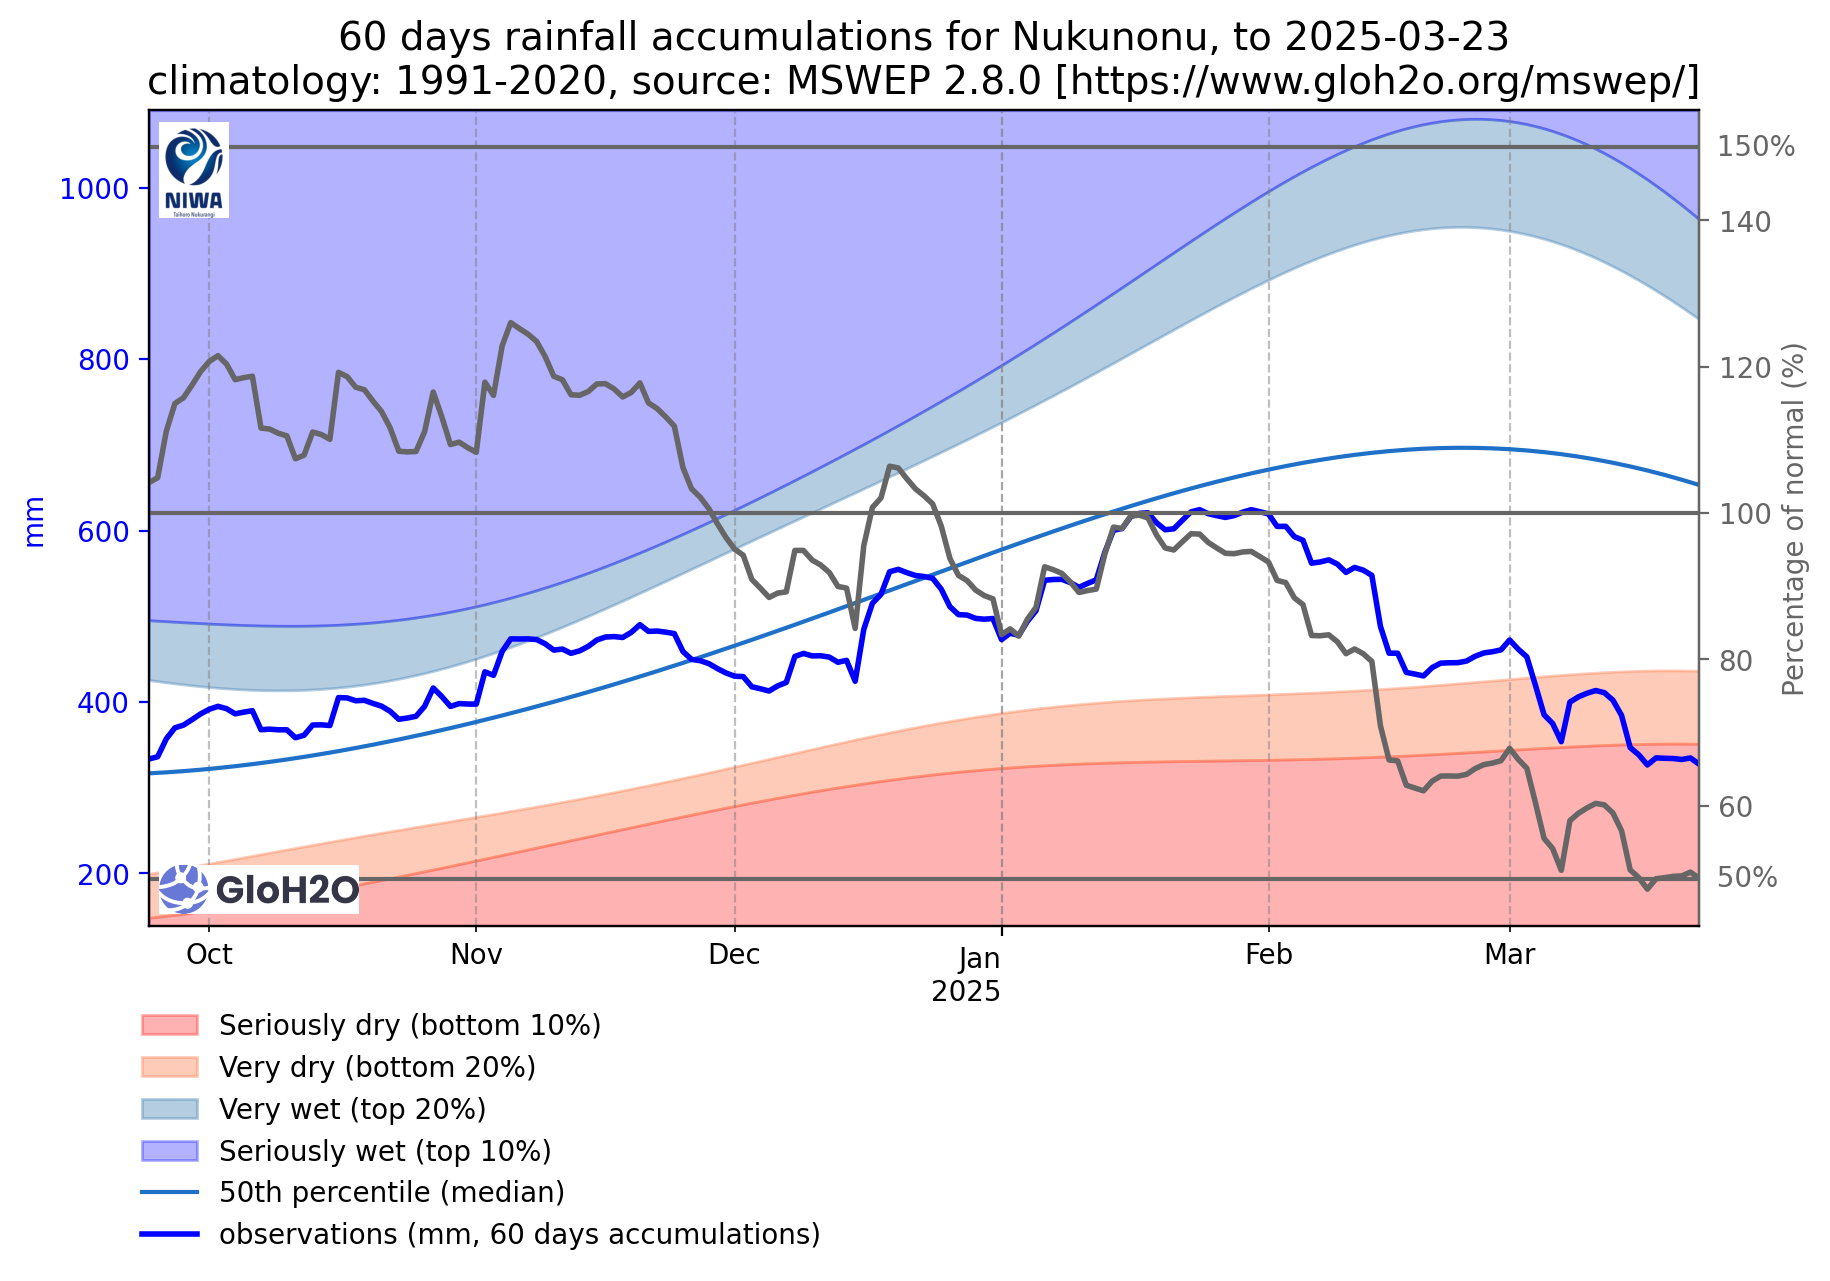 60 days rainfall accumulations for Nukunonu, to 2025-03-23
climatology: 1991-2020, source: MSWEP 2.8.0 [https://www.gloh2o.org/mswep/]
NIWA
Taihoro Nukurangi
1000
800
600
400
200
mm
150%
140
120
100
80
60
50%
Percentage of normal (%)
GloH2O
Oct
Nov
Dec
Jan
2025
Feb
Mar
Seriously dry (bottom 10%)
Very dry (bottom 20%)
Very wet (top 20%)
Seriously wet (top 10%)
50th percentile (median)
observations (mm, 60 days accumulations)